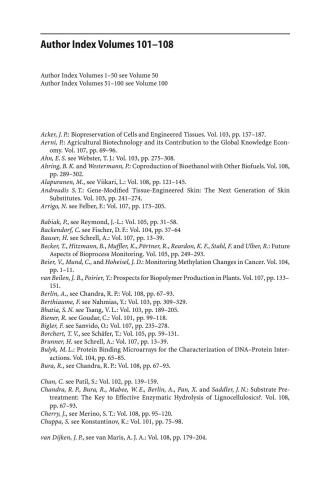 Author Index Volumes 101–108
Author Index Volumes 1–50 see Volume 50
Author Index Volumes 51–100 see Volume 100
Acker, J. P.: Biopreservation of Cells and Engineered Tissues. Vol. 103, pp. 157–187.
Aerni, P.: Agricultural Biotechnology and its Contribution to the Global Knowledge Econ-
omy. Vol. 107, pp. 69–96.
Ahn, E. S. see Webster, T. J.: Vol. 103, pp. 275–308.
Ahring, B. K. and Westermann, P.: Coproduction of Bioethanol with Other Biofuels. Vol. 108,
pp. 289–302.
Alapuranen, M., see Viikari, L.: Vol. 108, pp. 121–145.
Andreadis S. T.: Gene-Modified Tissue-Engineered Skin: The Next Generation of Skin
Substitutes. Vol. 103, pp. 241–274.
Arrigo, N. see Felber, F.: Vol. 107, pp. 173–205.
Babiak, P., see Reymond, J.-L.: Vol. 105, pp. 31–58.
Backendorf, C. see Fischer, D. F.: Vol. 104, pp. 37–64
Bauser, H. see Schrell, A.: Vol. 107, pp. 13–39.
Becker, T., Hitzmann, B., Muffler, K., Pörtner, R., Reardon, K. F., Stahl, F. and Ulber, R.: Future
Aspects of Bioprocess Monitoring. Vol. 105, pp. 249–293.
Beier, V., Mund, C., and Hoheisel, J. D.: Monitoring Methylation Changes in Cancer. Vol. 104,
pp. 1–11.
van Beilen, J. B., Poirier, Y.: Prospects for Biopolymer Production in Plants. Vol. 107, pp. 133–
151.
Berlin, A., see Chandra, R. P.: Vol. 108, pp. 67–93.
Berthiaume, F. see Nahmias, Y.: Vol. 103, pp. 309–329.
Bhatia, S. N. see Tsang, V. L.: Vol. 103, pp. 189–205.
Biener, R. see Goudar, C.: Vol. 101, pp. 99–118.
Bigler, F. see Sanvido, O.: Vol. 107, pp. 235–278.
Borchert, T. V., see Schäfer, T.: Vol. 105, pp. 59–131.
Brunner, H. see Schrell, A.: Vol. 107, pp. 13–39.
Bulyk, M. L.: Protein Binding Microarrays for the Characterization of DNA–Protein Inter-
actions. Vol. 104, pp. 65–85.
Bura, R., see Chandra, R. P.: Vol. 108, pp. 67–93.
Chan, C. see Patil, S.: Vol. 102, pp. 139–159.
Chandra, R. P., Bura, R., Mabee, W. E., Berlin, A., Pan, X. and Saddler, J. N.: Substrate Pre-
treatment: The Key to Effective Enzymatic Hydrolysis of Lignocellulosics?. Vol. 108,
pp. 67–93.
Cherry, J., see Merino, S. T.: Vol. 108, pp. 95–120.
Chuppa, S. see Konstantinov, K.: Vol. 101, pp. 75–98.
van Dijken, J. P., see van Maris, A. J. A.: Vol. 108, pp. 179–204.